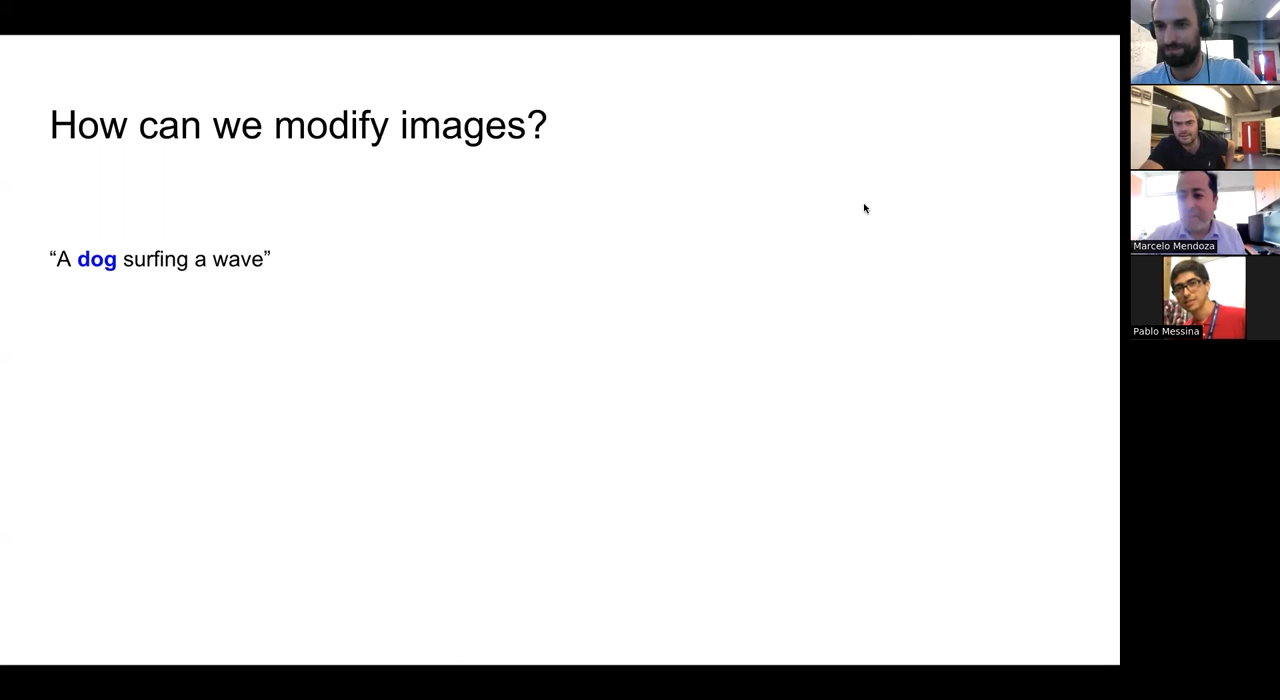 How can we modify images?
“A dog surfing a wave”
Marcelo Mendoza
Pablo Messina